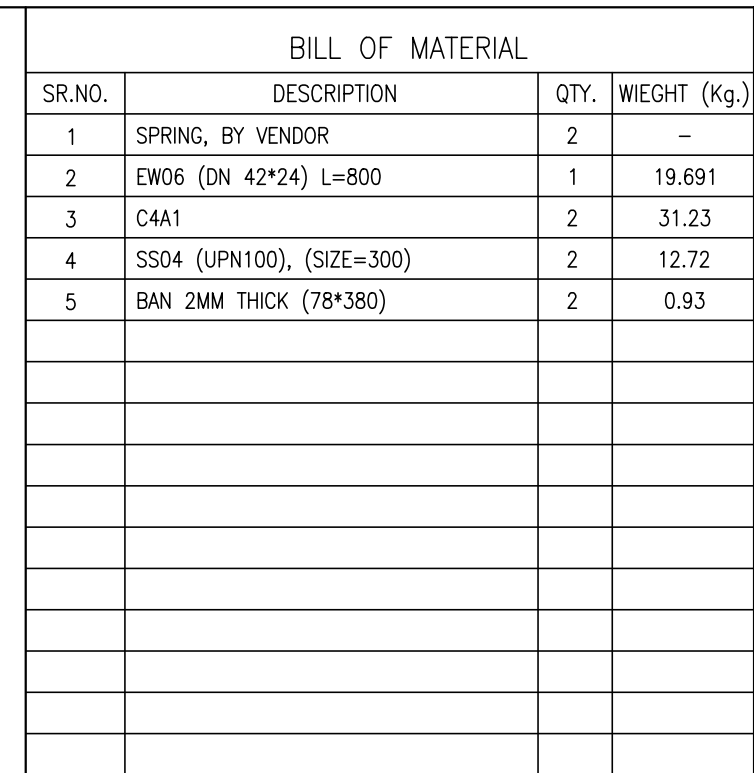 BILL OF MATERIAL
SR.NO. DESCRIPTION QTY. WIEGHT (Kg.)
1 SPRING, BY VENDOR 2 –
2 EW06 (DN 42*24) L=800 1 19.691
3 C4A1 2 31.23
4 SS04 (UPN100), (SIZE=300) 2 12.72
5 BAN 2MM THICK (78*380) 2 0.93